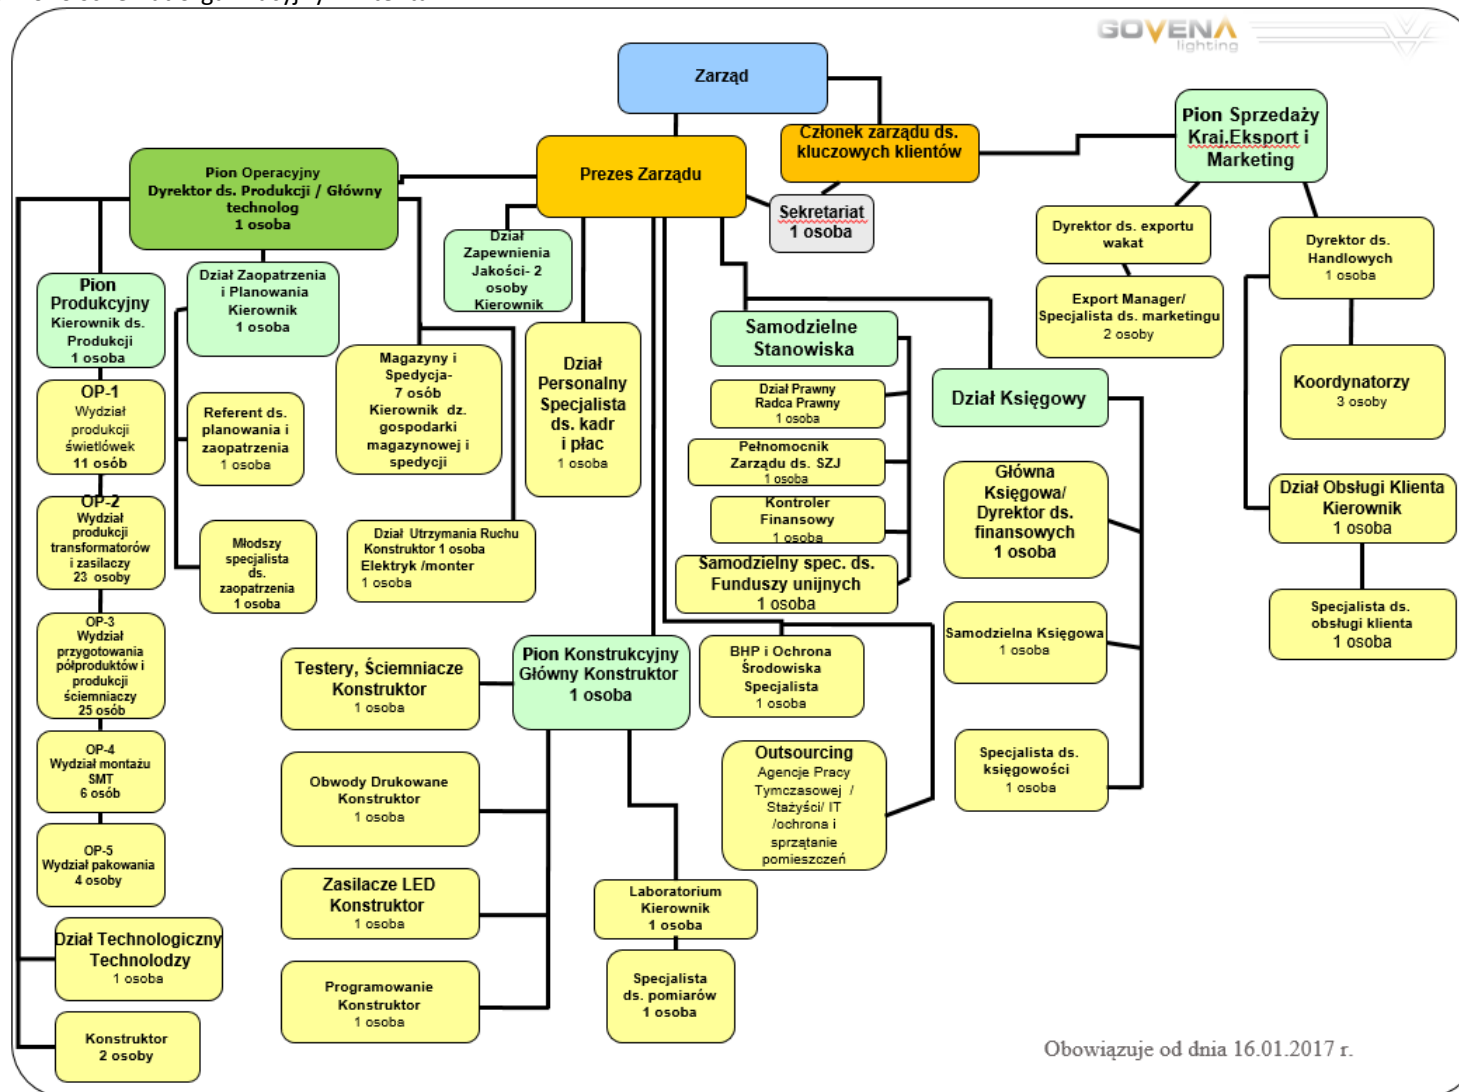 GOVENA
lighting
Zarząd
Członek zarządu ds.
kluczowych klientów
Pion Sprzedaży
Kraj.Eksport i
Marketing
Pion Operacyjny
Dyrektor ds. Produkcji / Główny
technolog
1 osoba
Prezes Zarządu
Sekretariat
1 osoba
Dyrektor ds. exportu
wakat
Dyrektor ds.
Handlowych
1 osoba
Dział
Zapewnienia
Jakości- 2
osoby
Kierownik
Pion
Produkcyjny
Kierownik ds.
Produkcji
1 osoba
Dział Zaopatrzenia
i Planowania
Kierownik
1 osoba
Export Manager/
Specjalista ds. marketingu
2 osoby
Samodzielne
Stanowiska
Magazyny i
Spedycja-
7 osób
Kierownik dz.
gospodarki
magazynowej i
spedycji
Dział
Personalny
Specjalista
ds. kadr
i płac
1 osoba
Koordynatorzy
3 osoby
Dział Księgowy
OP-1
Wydział
produkcji
świetlówek
11 osób
Referent ds.
planowania i
zaopatrzenia
1 osoba
Dział Prawny
Radca Prawny
1 osoba
Pełnomocnik
Zarządu ds. SZJ
1 osoba
Główna
Księgowa/
Dyrektor ds.
finansowych
1 osoba
Dział Obsługi Klienta
Kierownik
1 osoba
OP-2
Wydział
produkcji
transformatorów
i zasilaczy
23 osoby
Młodszy
specjalista
ds.
zaopatrzenia
1 osoba
Dział Utrzymania Ruchu
Konstruktor 1 osoba
Elektryk /monter
1 osoba
Kontroler
Finansowy
1 osoba
Samodzielny spec. ds.
Funduszy unijnych
1 osoba
Specjalista ds.
obsługi klienta
1 osoba
OP-3
Wydział
przygotowania
półproduktów i
produkcji
ściemniaczy
25 osób
Testery, Ściemniacze
Konstruktor
1 osoba
Pion Konstrukcyjny
Główny Konstruktor
1 osoba
BHP i Ochrona
Środowiska
Specjalista
1 osoba
Samodzielna Księgowa
1 osoba
OP-4
Wydział montażu
SMT
6 osób
Obwody Drukowane
Konstruktor
1 osoba
Outsourcing
Agencje Pracy
Tymczasowej /
Stażyści/ IT
/ochrona i
sprzątanie
pomieszczeń
Specjalista ds.
księgowości
1 osoba
OP-5
Wydział pakowania
4 osoby
Zasilacze LED
Konstruktor
1 osoba
Laboratorium
Kierownik
1 osoba
Dział Technologiczny
Technolodzy
1 osoba
Programowanie
Konstruktor
1 osoba
Specjalista
ds. pomiarów
1 osoba
Konstruktor
2 osoby
Obowiązuje od dnia 16.01.2017 r.